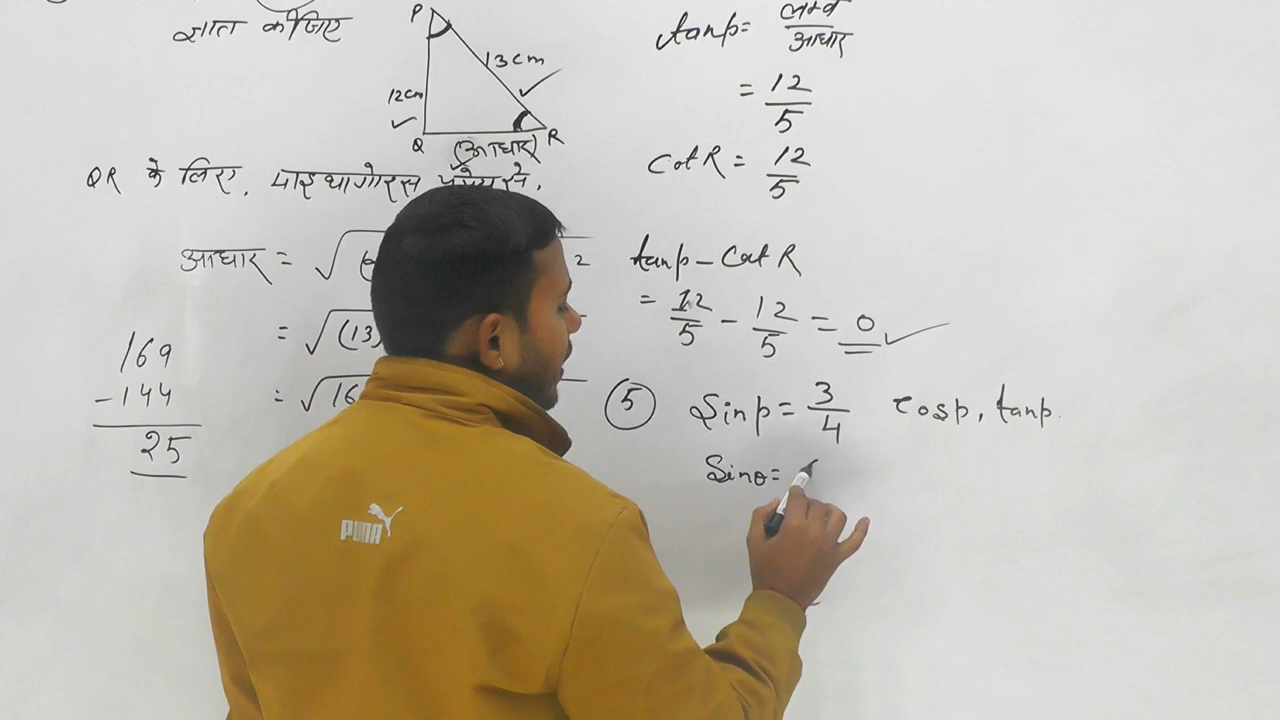 ज्ञात कीजिए
P
13cm
12cm
Q (आधार) R
QR के लिए, पाइथागोरस प्रमेय से,
आधार = √
= √(13)
= √16
169
-144
25
tanp = लम्ब/आधार
= 12/5
Cot R = 12/5
tanp - Cot R
= 12/5 - 12/5 = 0
(5) Sinp = 3/4 Cosp, tanp.
Sinθ =
PUMA